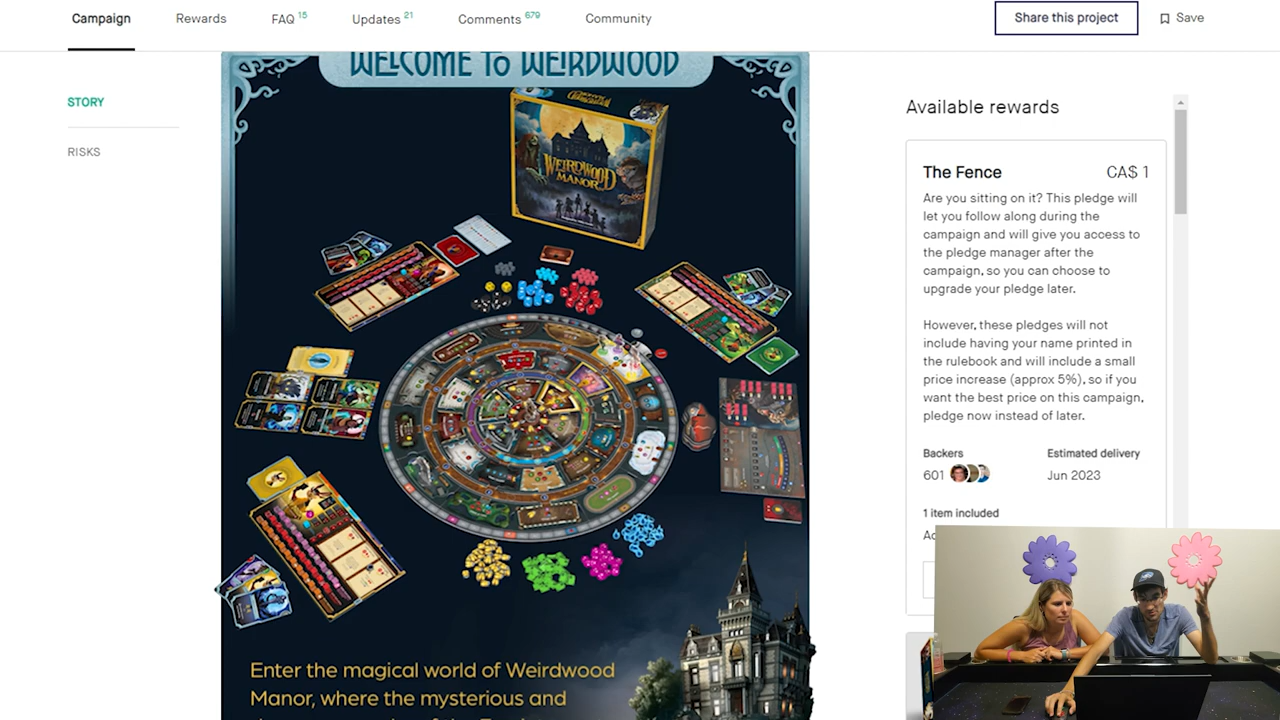 Campaign
Rewards
FAQ 15
Updates 21
Comments 679
Community
Share this project
Save
STORY
RISKS
WELCOME TO WEIRDWOOD
WEIRDWOOD
MANOR
Enter the magical world of Weirdwood
Manor, where the mysterious and
Available rewards
The Fence CA$ 1
Are you sitting on it? This pledge will
let you follow along during the
campaign and will give you access to
the pledge manager after the
campaign, so you can choose to
upgrade your pledge later.
However, these pledges will not
include having your name printed in
the rulebook and will include a small
price increase (approx 5%), so if you
want the best price on this campaign,
pledge now instead of later.
Backers Estimated delivery
601 Jun 2023
1 item included